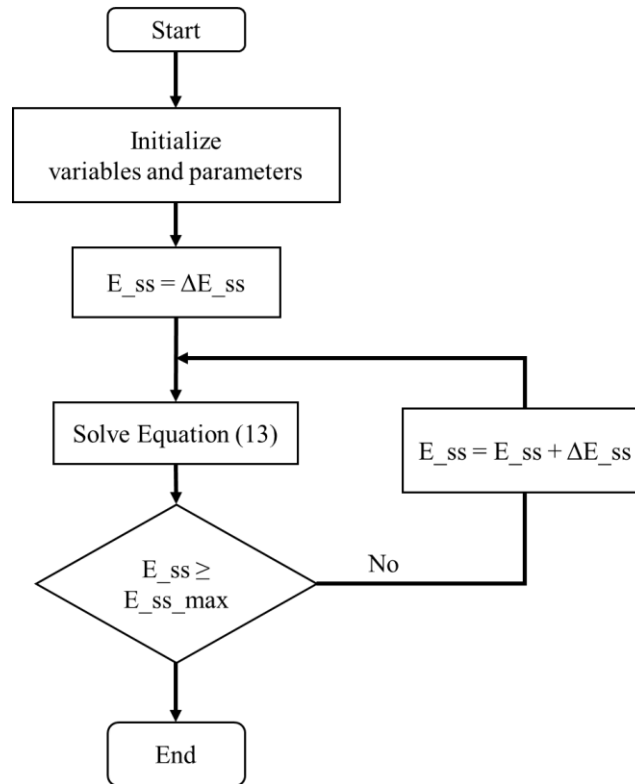 Start
Initialize
variables and parameters
E_ss = ΔE_ss
Solve Equation (13)
E_ss = E_ss + ΔE_ss
E_ss ≥
E_ss_max
No
End